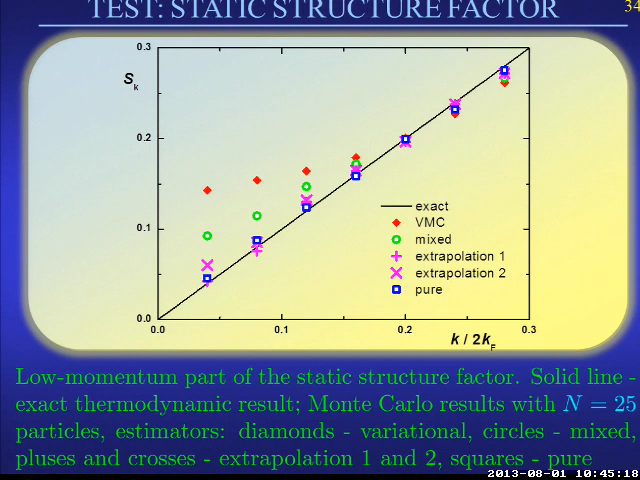 TEST: STATIC STRUCTURE FACTOR
34
0.3
Sk
0.2
0.1
0.0
0.0
0.1
0.2
0.3
k / 2kF
exact
VMC
mixed
extrapolation 1
extrapolation 2
pure
Low-momentum part of the static structure factor. Solid line -
exact thermodynamic result; Monte Carlo results with N = 25
particles, estimators: diamonds - variational, circles - mixed,
pluses and crosses - extrapolation 1 and 2, squares - pure
2013-08-01 10:45:18